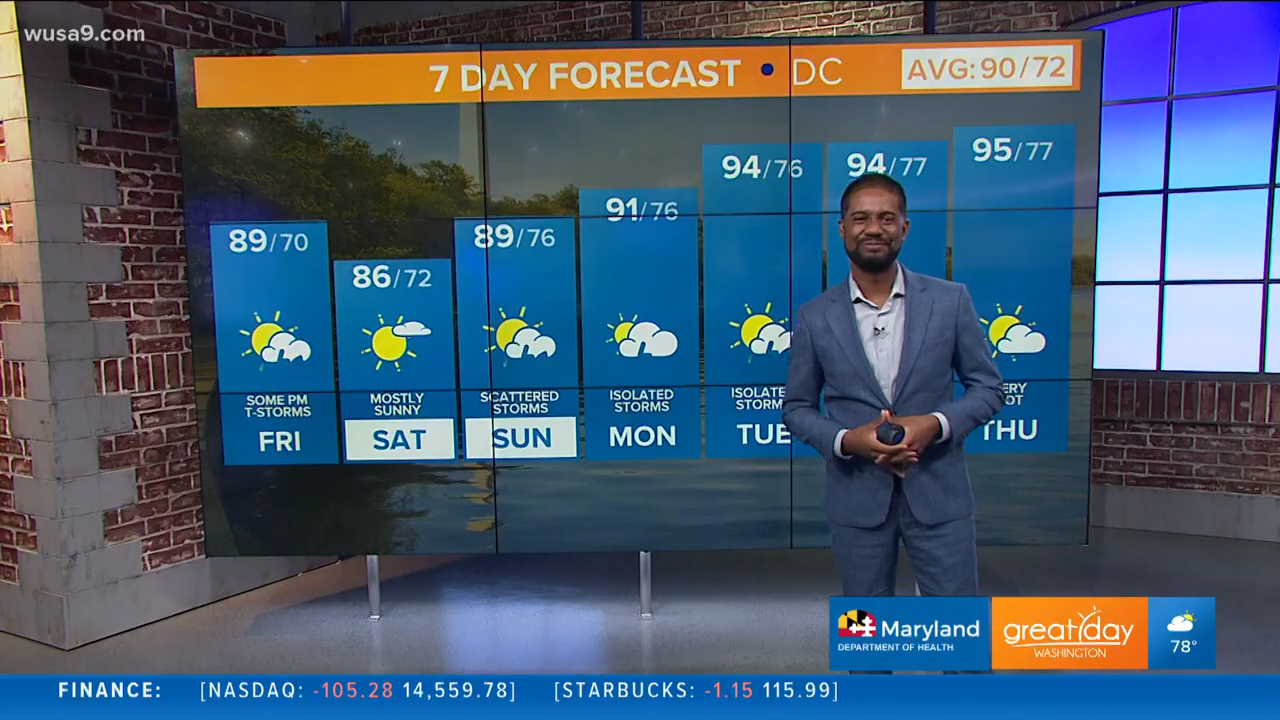 wusa9.com
7 DAY FORECAST • DC
AVG: 90/72
89/70
86/72
89/76
91/76
94/76
94/77
95/77
SOME PM
T-STORMS
FRI
MOSTLY
SUNNY
SAT
SCATTERED
STORMS
SUN
ISOLATED
STORMS
MON
TUE
THU
Maryland
DEPARTMENT OF HEALTH
great day
WASHINGTON
78°
FINANCE: [NASDAQ: -105.28 14,559.78] [STARBUCKS: -1.15 115.99]